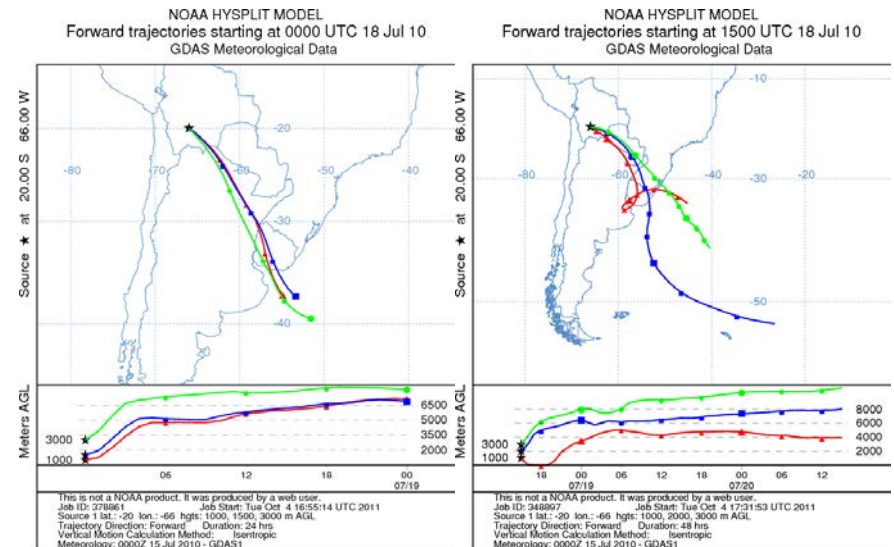 NOAA HYSPLIT MODEL
Forward trajectories starting at 0000 UTC 18 Jul 10
GDAS Meteorological Data
Source ★ at 20.00 S 66.00 W
-20
-80
-70
-60
-50
-30
-40
Meters AGL
3000
1000
6500
5000
3500
2000
06
12
18
00
07/19
This is not a NOAA product. It was produced by a web user.
Job ID: 378861 Job Start: Tue Oct 4 16:55:14 UTC 2011
Source 1 lat.: -20 lon.: -66 hgts: 1000, 1500, 3000 m AGL
Trajectory Direction: Forward Duration: 24 hrs
Vertical Motion Calculation Method: Isentropic
Meteorology: 0000Z 15 Jul 2010 - GDAS1
NOAA HYSPLIT MODEL
Forward trajectories starting at 1500 UTC 18 Jul 10
GDAS Meteorological Data
Source ★ at 20.00 S 66.00 W
-10
-80
-60
-40
-20
-30
-50
Meters AGL
3000
1000
8000
6000
4000
2000
18
00
06
12
18
00
06
12
07/19
07/20
This is not a NOAA product. It was produced by a web user.
Job ID: 348897 Job Start: Tue Oct 4 17:31:53 UTC 2011
Source 1 lat.: -20 lon.: -66 hgts: 1000, 2000, 3000 m AGL
Trajectory Direction: Forward Duration: 48 hrs
Vertical Motion Calculation Method: Isentropic
Meteorology: 0000Z 15 Jul 2010 - GDAS1